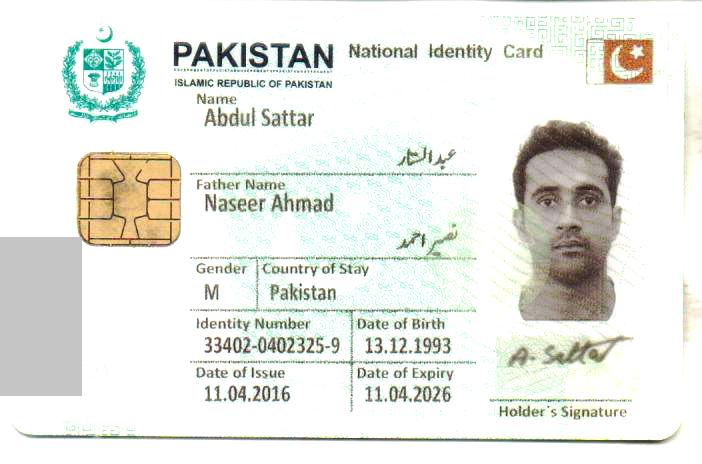 PAKISTAN National Identity Card
ISLAMIC REPUBLIC OF PAKISTAN
Name
Abdul Sattar
عبدالستار
Father Name
Naseer Ahmad
نصیر احمد
Gender Country of Stay
M Pakistan
Identity Number Date of Birth
33402-0402325-9 13.12.1993
Date of Issue Date of Expiry
11.04.2016 11.04.2026
A. Sattar
Holder's Signature